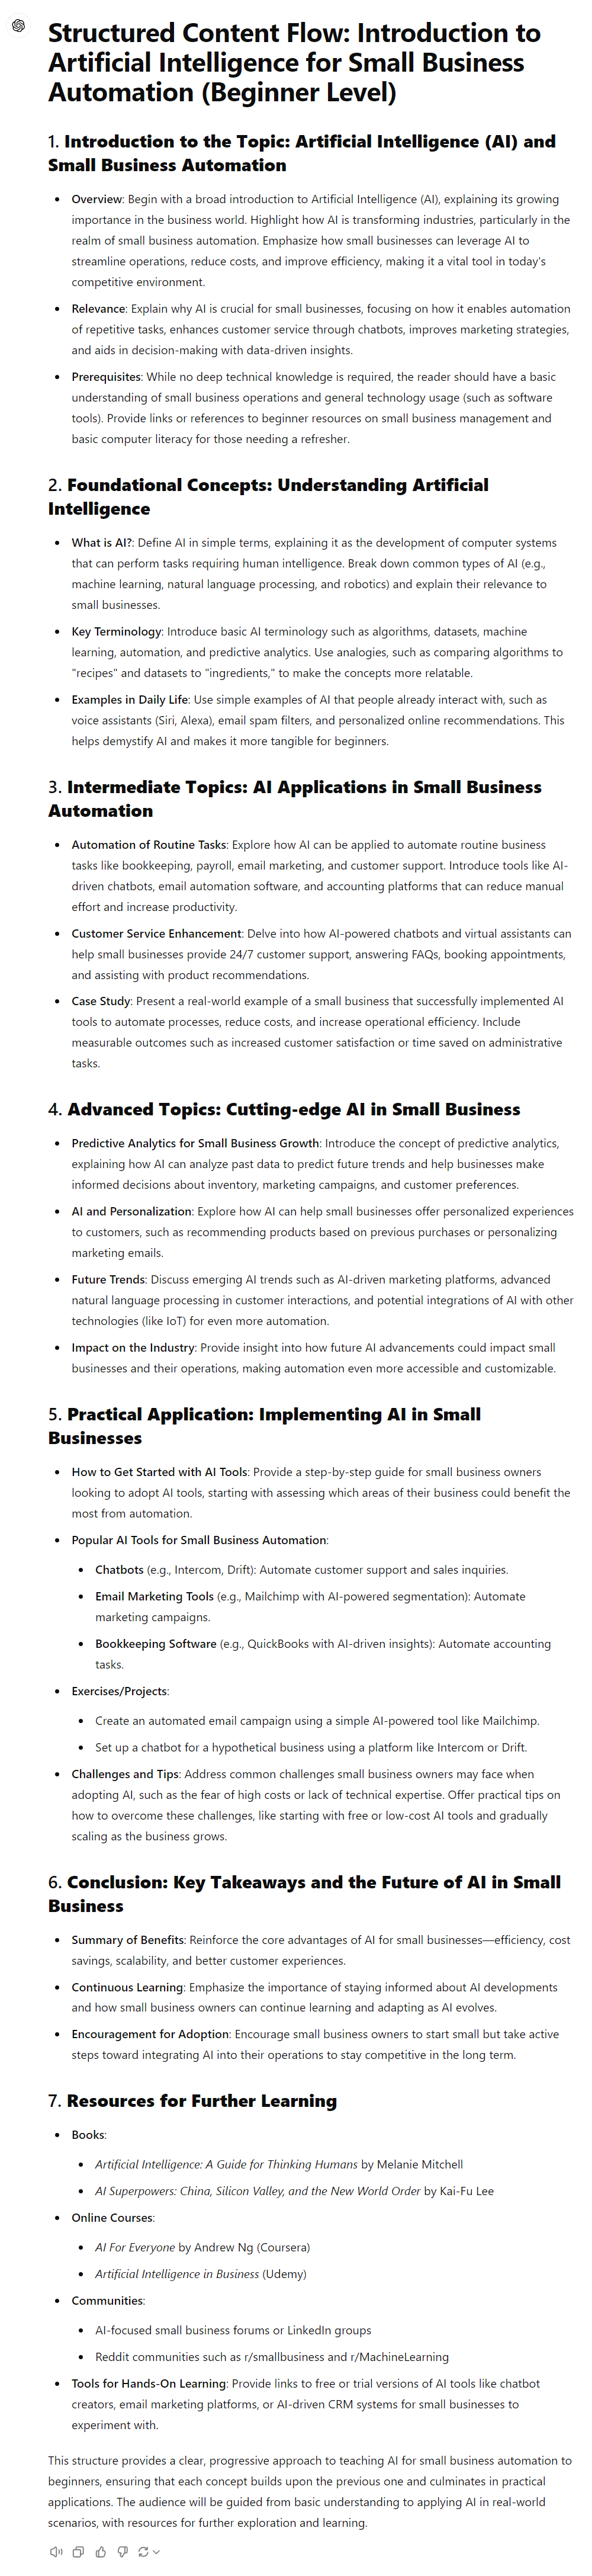 Structured Content Flow: Introduction to
Artificial Intelligence for Small Business
Automation (Beginner Level)
1. Introduction to the Topic: Artificial Intelligence (AI) and
Small Business Automation
• Overview: Begin with a broad introduction to Artificial Intelligence (AI), explaining its growing
importance in the business world. Highlight how AI is transforming industries, particularly in the
realm of small business automation. Emphasize how small businesses can leverage AI to
streamline operations, reduce costs, and improve efficiency, making it a vital tool in today's
competitive environment.
• Relevance: Explain why AI is crucial for small businesses, focusing on how it enables automation
of repetitive tasks, enhances customer service through chatbots, improves marketing strategies,
and aids in decision-making with data-driven insights.
• Prerequisites: While no deep technical knowledge is required, the reader should have a basic
understanding of small business operations and general technology usage (such as software
tools). Provide links or references to beginner resources on small business management and
basic computer literacy for those needing a refresher.
2. Foundational Concepts: Understanding Artificial
Intelligence
• What is AI?: Define AI in simple terms, explaining it as the development of computer systems
that can perform tasks requiring human intelligence. Break down common types of AI (e.g.,
machine learning, natural language processing, and robotics) and explain their relevance to
small businesses.
• Key Terminology: Introduce basic AI terminology such as algorithms, datasets, machine
learning, automation, and predictive analytics. Use analogies, such as comparing algorithms to
"recipes" and datasets to "ingredients," to make the concepts more relatable.
• Examples in Daily Life: Use simple examples of AI that people already interact with, such as
voice assistants (Siri, Alexa), email spam filters, and personalized online recommendations. This
helps demystify AI and makes it more tangible for beginners.
3. Intermediate Topics: AI Applications in Small Business
Automation
• Automation of Routine Tasks: Explore how AI can be applied to automate routine business
tasks like bookkeeping, payroll, email marketing, and customer support. Introduce tools like AI-
driven chatbots, email automation software, and accounting platforms that can reduce manual
effort and increase productivity.
• Customer Service Enhancement: Delve into how AI-powered chatbots and virtual assistants can
help small businesses provide 24/7 customer support, answering FAQs, booking appointments,
and assisting with product recommendations.
• Case Study: Present a real-world example of a small business that successfully implemented AI
tools to automate processes, reduce costs, and increase operational efficiency. Include
measurable outcomes such as increased customer satisfaction or time saved on administrative
tasks.
4. Advanced Topics: Cutting-edge AI in Small Business
• Predictive Analytics for Small Business Growth: Introduce the concept of predictive analytics,
explaining how AI can analyze past data to predict future trends and help businesses make
informed decisions about inventory, marketing campaigns, and customer preferences.
• AI and Personalization: Explore how AI can help small businesses offer personalized experiences
to customers, such as recommending products based on previous purchases or personalizing
marketing emails.
• Future Trends: Discuss emerging AI trends such as AI-driven marketing platforms, advanced
natural language processing in customer interactions, and potential integrations of AI with other
technologies (like IoT) for even more automation.
• Impact on the Industry: Provide insight into how future AI advancements could impact small
businesses and their operations, making automation even more accessible and customizable.
5. Practical Application: Implementing AI in Small
Businesses
• How to Get Started with AI Tools: Provide a step-by-step guide for small business owners
looking to adopt AI tools, starting with assessing which areas of their business could benefit the
most from automation.
• Popular AI Tools for Small Business Automation:
• Chatbots (e.g., Intercom, Drift): Automate customer support and sales inquiries.
• Email Marketing Tools (e.g., Mailchimp with AI-powered segmentation): Automate
marketing campaigns.
• Bookkeeping Software (e.g., QuickBooks with AI-driven insights): Automate accounting
tasks.
• Exercises/Projects:
• Create an automated email campaign using a simple AI-powered tool like Mailchimp.
• Set up a chatbot for a hypothetical business using a platform like Intercom or Drift.
• Challenges and Tips: Address common challenges small business owners may face when
adopting AI, such as the fear of high costs or lack of technical expertise. Offer practical tips on
how to overcome these challenges, like starting with free or low-cost AI tools and gradually
scaling as the business grows.
6. Conclusion: Key Takeaways and the Future of AI in Small
Business
• Summary of Benefits: Reinforce the core advantages of AI for small businesses—efficiency, cost
savings, scalability, and better customer experiences.
• Continuous Learning: Emphasize the importance of staying informed about AI developments
and how small business owners can continue learning and adapting as AI evolves.
• Encouragement for Adoption: Encourage small business owners to start small but take active
steps toward integrating AI into their operations to stay competitive in the long term.
7. Resources for Further Learning
• Books:
• Artificial Intelligence: A Guide for Thinking Humans by Melanie Mitchell
• AI Superpowers: China, Silicon Valley, and the New World Order by Kai-Fu Lee
• Online Courses:
• AI For Everyone by Andrew Ng (Coursera)
• Artificial Intelligence in Business (Udemy)
• Communities:
• AI-focused small business forums or LinkedIn groups
• Reddit communities such as r/smallbusiness and r/MachineLearning
• Tools for Hands-On Learning: Provide links to free or trial versions of AI tools like chatbot
creators, email marketing platforms, or AI-driven CRM systems for small businesses to
experiment with.
This structure provides a clear, progressive approach to teaching AI for small business automation to
beginners, ensuring that each concept builds upon the previous one and culminates in practical
applications. The audience will be guided from basic understanding to applying AI in real-world
scenarios, with resources for further exploration and learning.